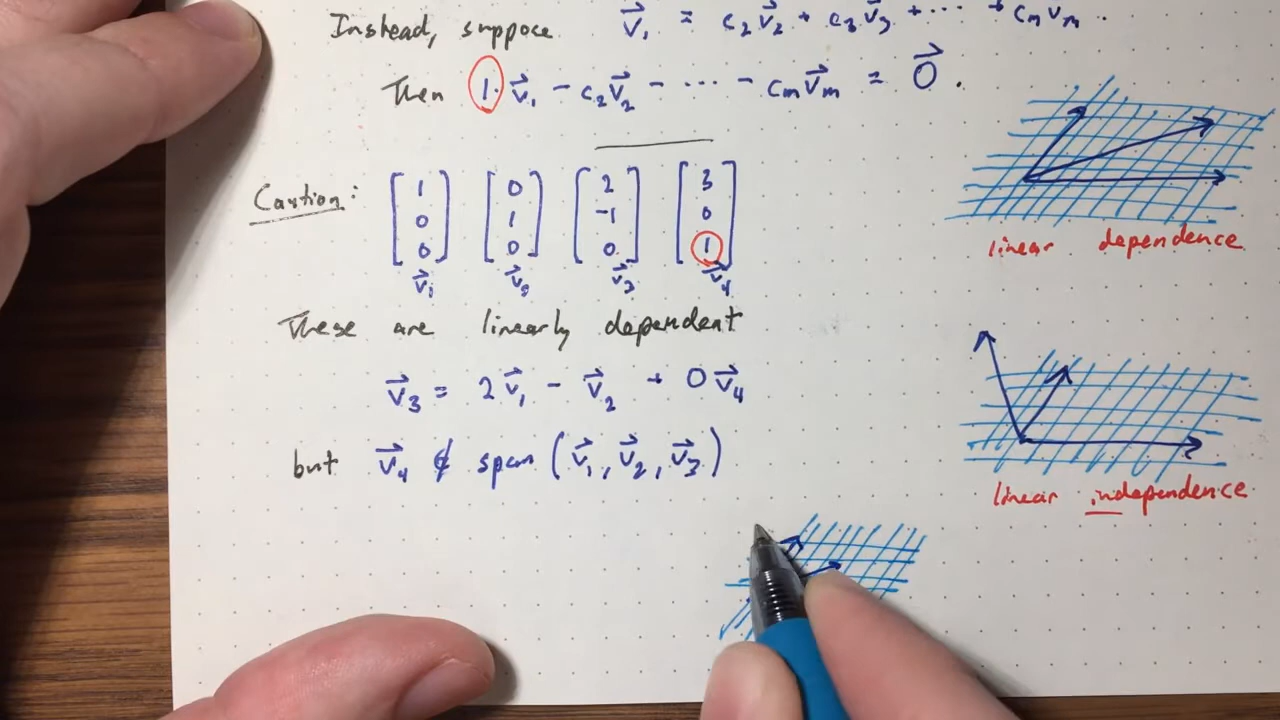 Instead, suppose v⃗₁ = c₂v⃗₂ + c₃v⃗₃ + ⋯ + cₘvₘ.
Then 1·v⃗₁ − c₂v⃗₂ − ⋯ − cₘv⃗ₘ = 0⃗.
Caution: [1 0 0] [0 1 0] [2 −1 0] [3 0 1]
v⃗₁ v⃗₂ v⃗₃ v⃗₄
These are linearly dependent
v⃗₃ = 2v⃗₁ − v⃗₂ + 0v⃗₄
but v⃗₄ ∉ span(v⃗₁, v⃗₂, v⃗₃)
linear dependence
linear independence